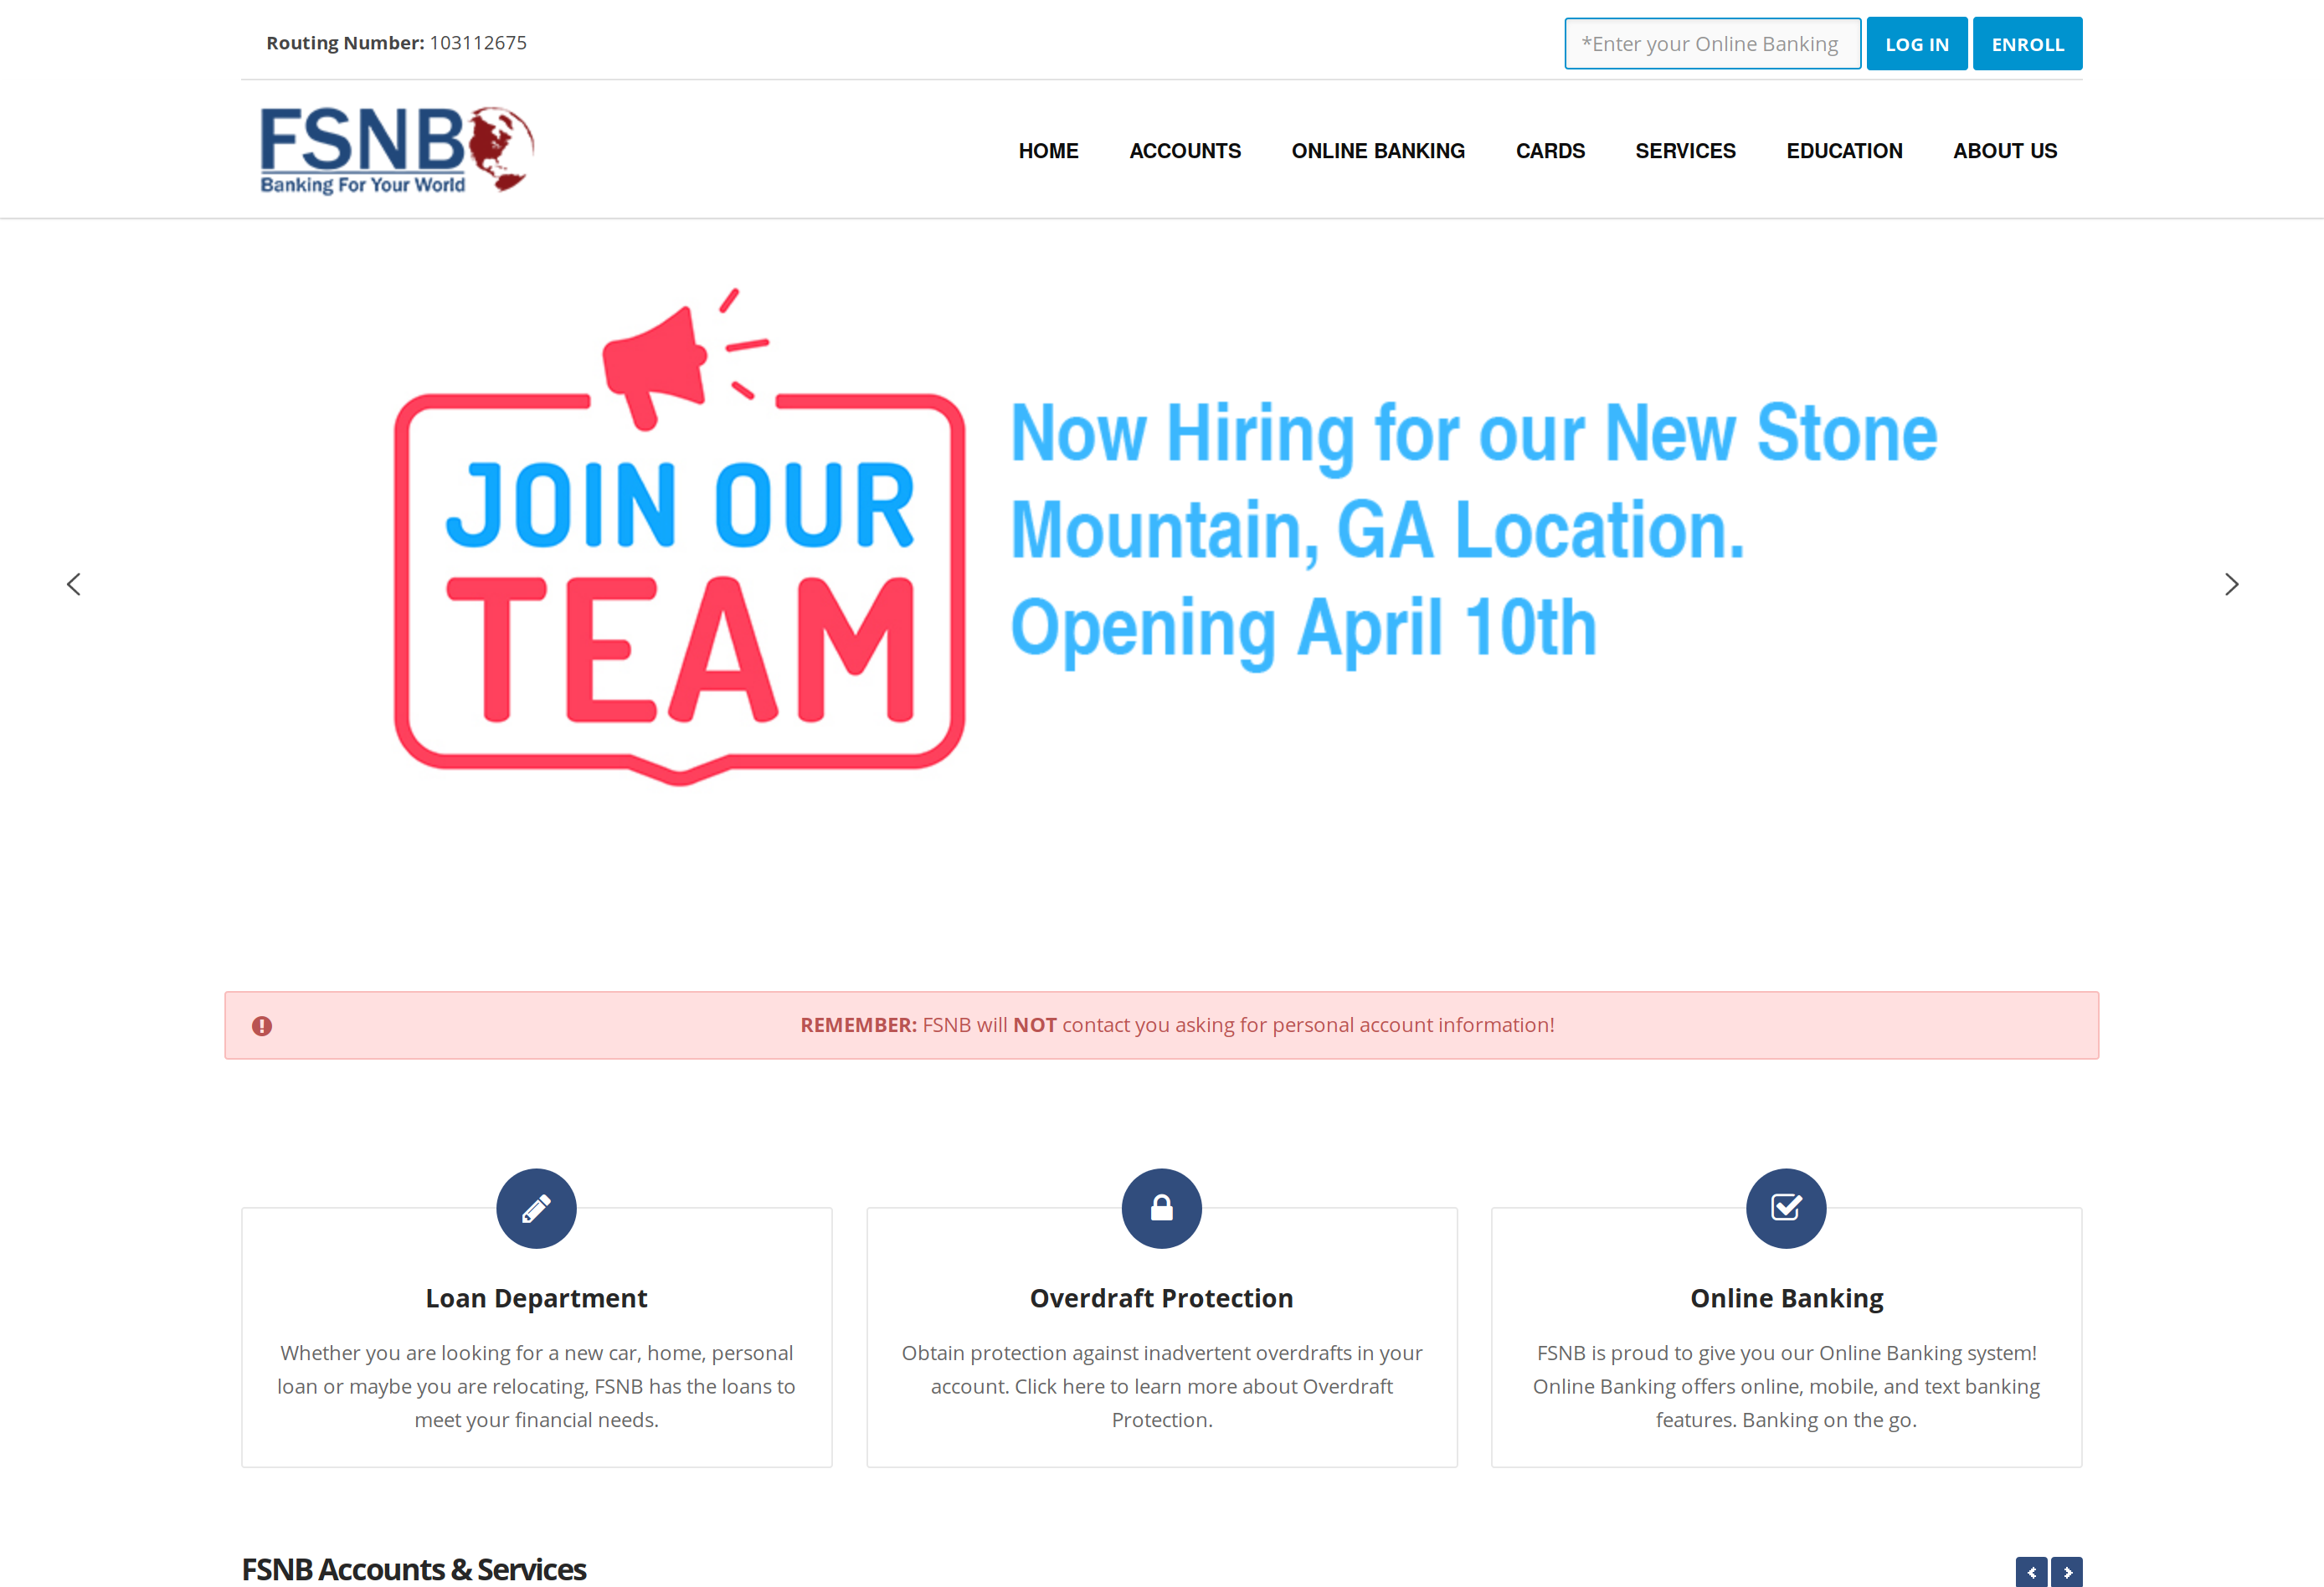 Routing Number: 103112675
*Enter your Online Banking
LOG IN
ENROLL
FSNB
Banking For Your World
HOME
ACCOUNTS
ONLINE BANKING
CARDS
SERVICES
EDUCATION
ABOUT US
JOIN OUR
TEAM
Now Hiring for our New Stone
Mountain, GA Location.
Opening April 10th
REMEMBER: FSNB will NOT contact you asking for personal account information!
Loan Department
Whether you are looking for a new car, home, personal
loan or maybe you are relocating, FSNB has the loans to
meet your financial needs.
Overdraft Protection
Obtain protection against inadvertent overdrafts in your
account. Click here to learn more about Overdraft
Protection.
Online Banking
FSNB is proud to give you our Online Banking system!
Online Banking offers online, mobile, and text banking
features. Banking on the go.
FSNB Accounts & Services